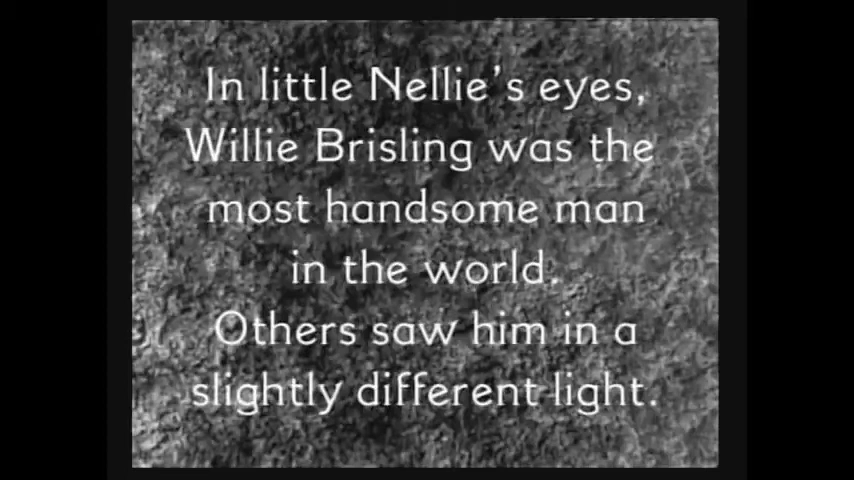 In little Nellie's eyes,
Willie Brisling was the
most handsome man
in the world.
Others saw him in a
slightly different light.